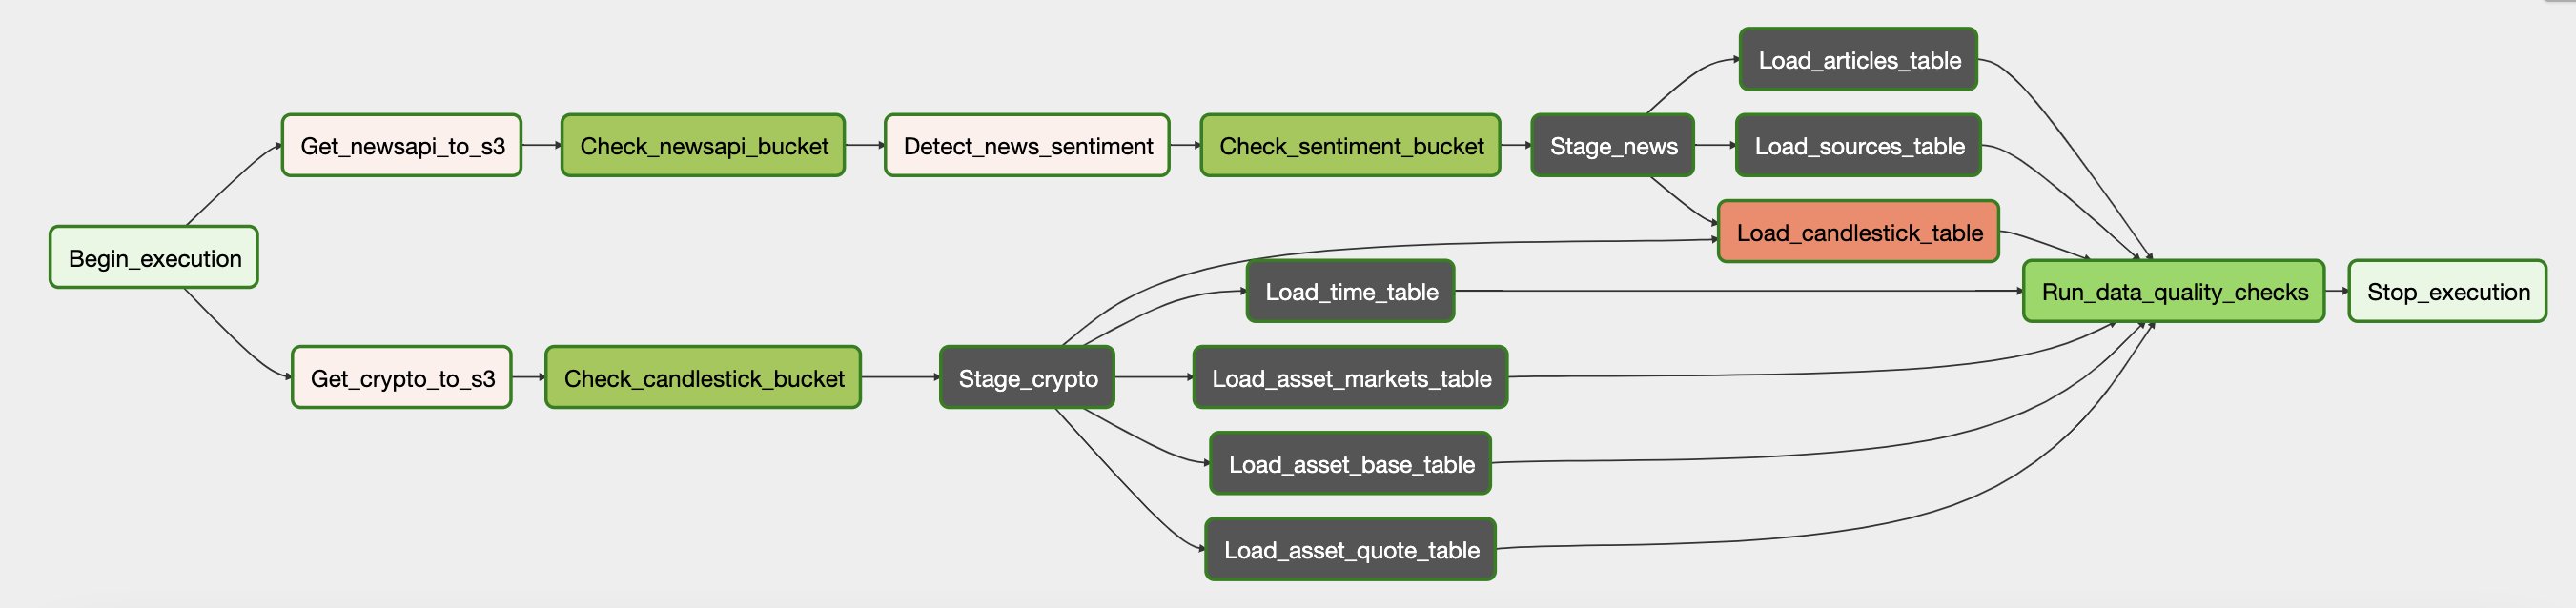 Begin_execution
Get_newsapi_to_s3
Check_newsapi_bucket
Detect_news_sentiment
Check_sentiment_bucket
Stage_news
Load_articles_table
Load_sources_table
Load_candlestick_table
Get_crypto_to_s3
Check_candlestick_bucket
Stage_crypto
Load_time_table
Load_asset_markets_table
Load_asset_base_table
Load_asset_quote_table
Run_data_quality_checks
Stop_execution